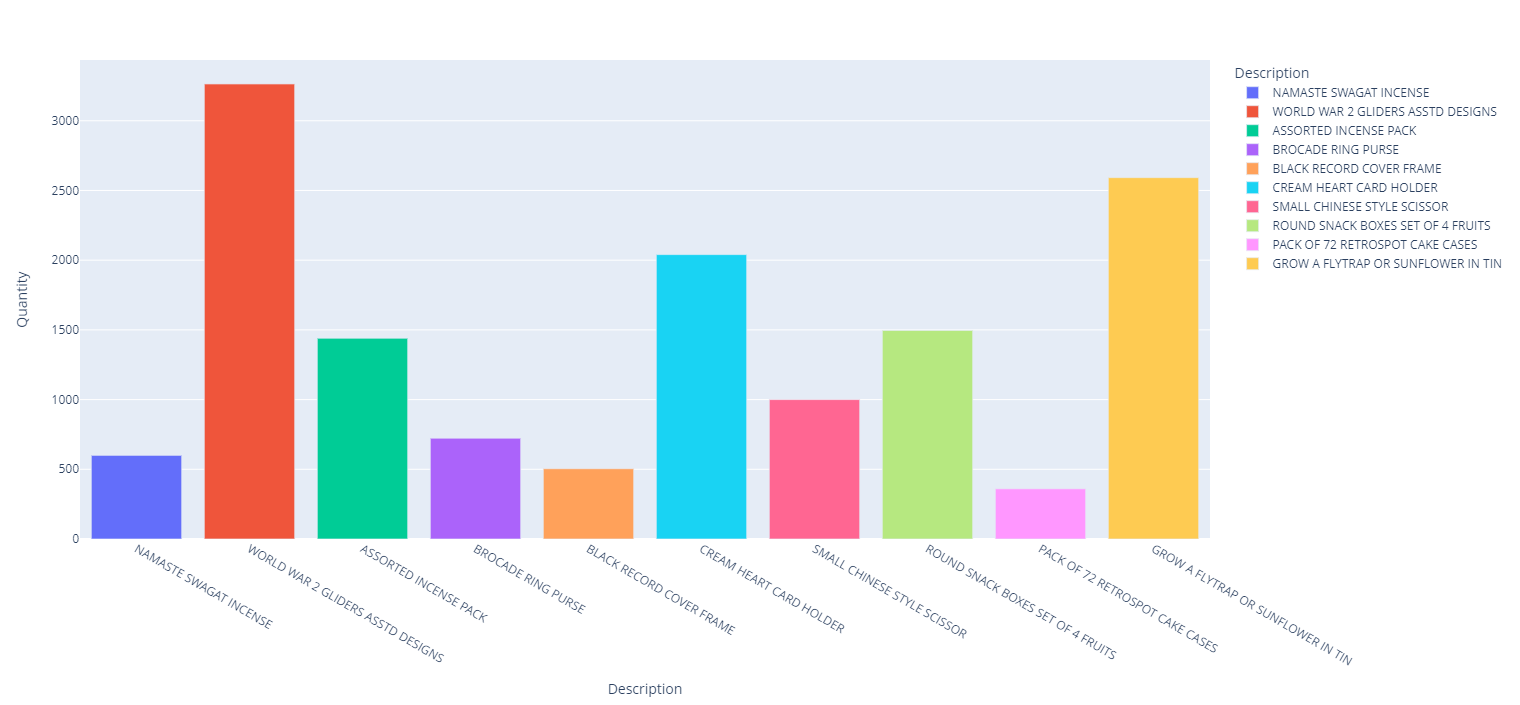 3000
2500
2000
1500
1000
500
0
Quantity
NAMASTE SWAGAT INCENSE
WORLD WAR 2 GLIDERS ASSTD DESIGNS
ASSORTED INCENSE PACK
BROCADE RING PURSE
BLACK RECORD COVER FRAME
CREAM HEART CARD HOLDER
SMALL CHINESE STYLE SCISSOR
ROUND SNACK BOXES SET OF 4 FRUITS
PACK OF 72 RETROSPOT CAKE CASES
GROW A FLYTRAP OR SUNFLOWER IN TIN
Description
Description
NAMASTE SWAGAT INCENSE
WORLD WAR 2 GLIDERS ASSTD DESIGNS
ASSORTED INCENSE PACK
BROCADE RING PURSE
BLACK RECORD COVER FRAME
CREAM HEART CARD HOLDER
SMALL CHINESE STYLE SCISSOR
ROUND SNACK BOXES SET OF 4 FRUITS
PACK OF 72 RETROSPOT CAKE CASES
GROW A FLYTRAP OR SUNFLOWER IN TIN